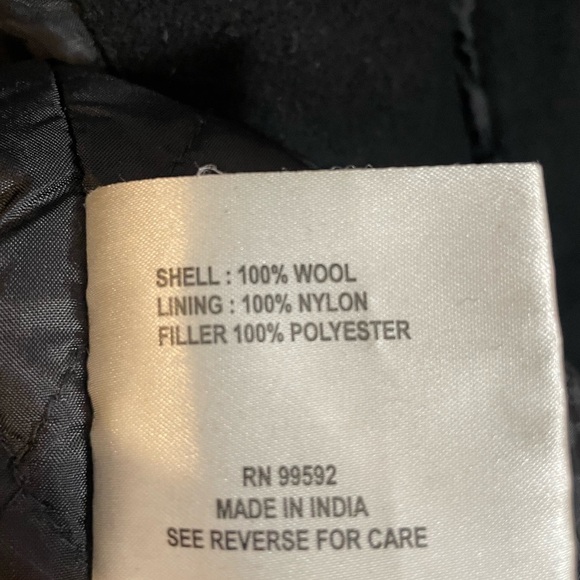 SHELL : 100% WOOL
LINING : 100% NYLON
FILLER 100% POLYESTER
RN 99592
MADE IN INDIA
SEE REVERSE FOR CARE